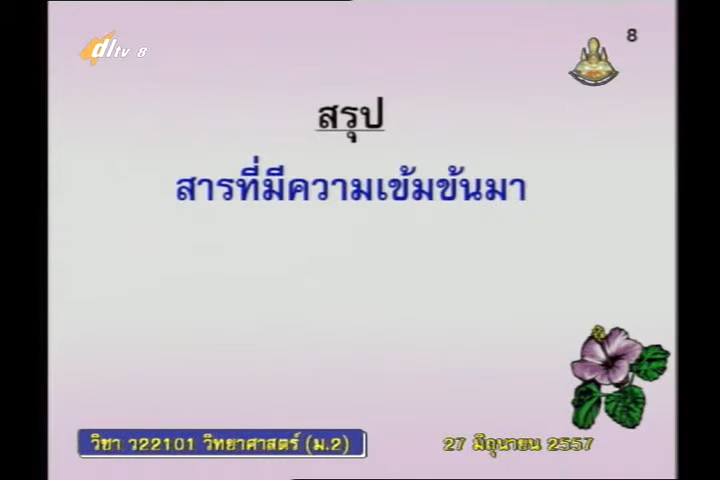 dltv 8
8
สรุป
สารที่มีความเข้มข้นมา
วิชา ว22101 วิทยาศาสตร์ (ม.2)
27 มิถุนายน 2557